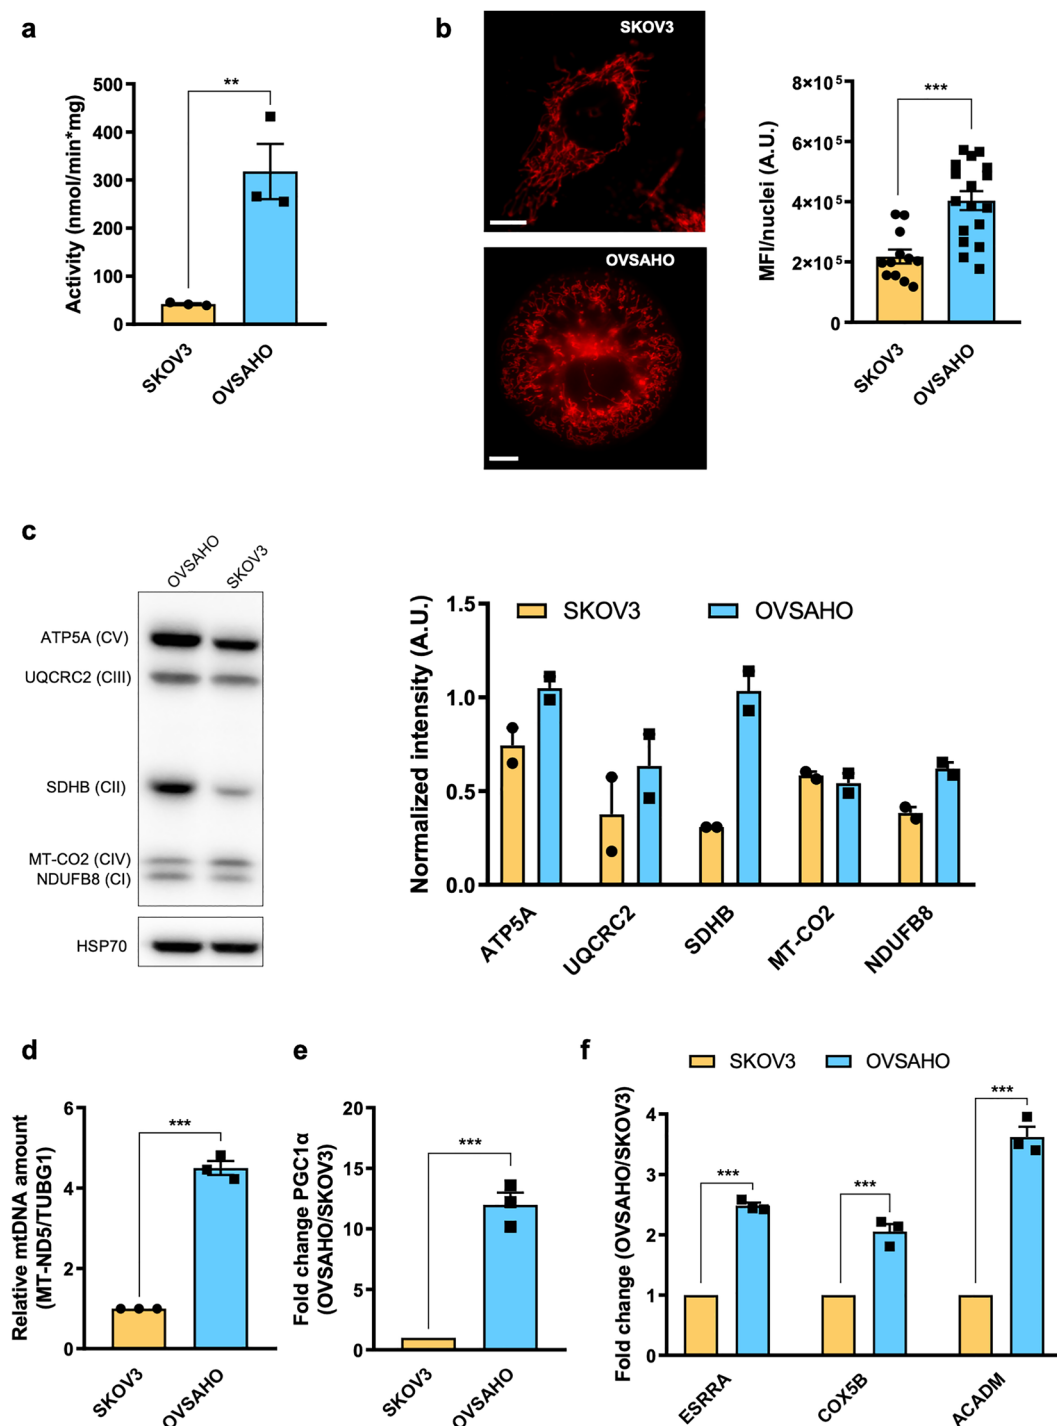 a
Activity (nmol/min*mg)
500
400
300
200
100
0
**
SKOV3
OVSAHO
b
SKOV3
OVSAHO
MFI/nuclei (A.U.)
8×10⁵
6×10⁵
4×10⁵
2×10⁵
0
***
SKOV3
OVSAHO
c
OVSAHO
SKOV3
ATP5A (CV)
UQCRC2 (CIII)
SDHB (CII)
MT-CO2 (CIV)
NDUFB8 (CI)
HSP70
Normalized intensity (A.U.)
1.5
1.0
0.5
0.0
SKOV3
OVSAHO
ATP5A
UQCRC2
SDHB
MT-CO2
NDUFB8
d
Relative mtDNA amount
(MT-ND5/TUBG1)
6
4
2
0
***
SKOV3
OVSAHO
e
Fold change PGC1α
(OVSAHO/SKOV3)
20
15
10
5
0
***
SKOV3
OVSAHO
f
SKOV3
OVSAHO
Fold change (OVSAHO/SKOV3)
4
3
2
1
0
***
***
***
ESRRA
COX5B
ACADM